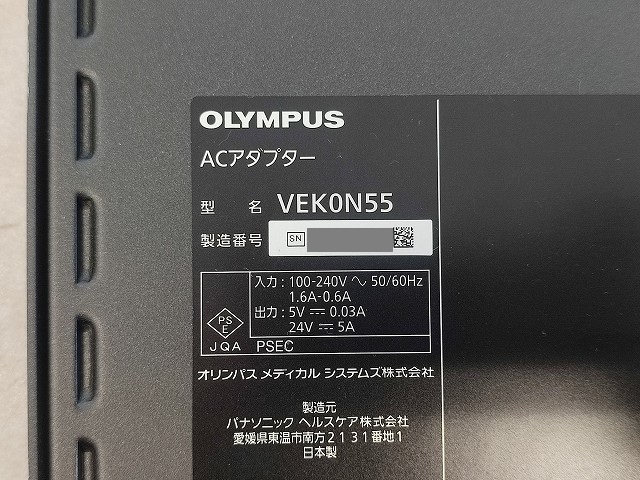 OLYMPUS
ACアダプター
型 名 VEK0N55
製造番号 SN
入力 : 100-240V ～ 50/60Hz
1.6A-0.6A
出力 : 5V ⎓ 0.03A
24V ⎓ 5A
PS E
JQA PSEC
オリンパス メディカル システムズ株式会社
製造元
パナソニック ヘルスケア株式会社
愛媛県東温市南方2131番地1
日本製